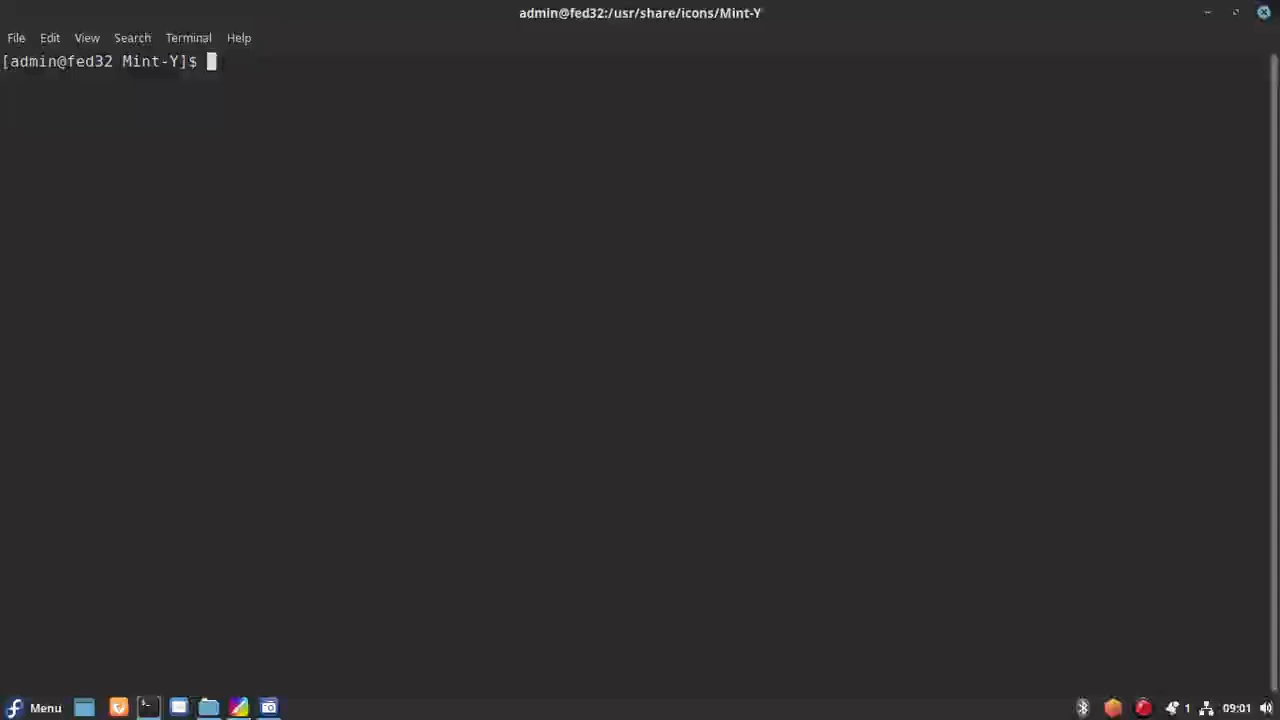 admin@fed32:/usr/share/icons/Mint-Y
File Edit View Search Terminal Help
[admin@fed32 Mint-Y]$
Menu 1 09:01